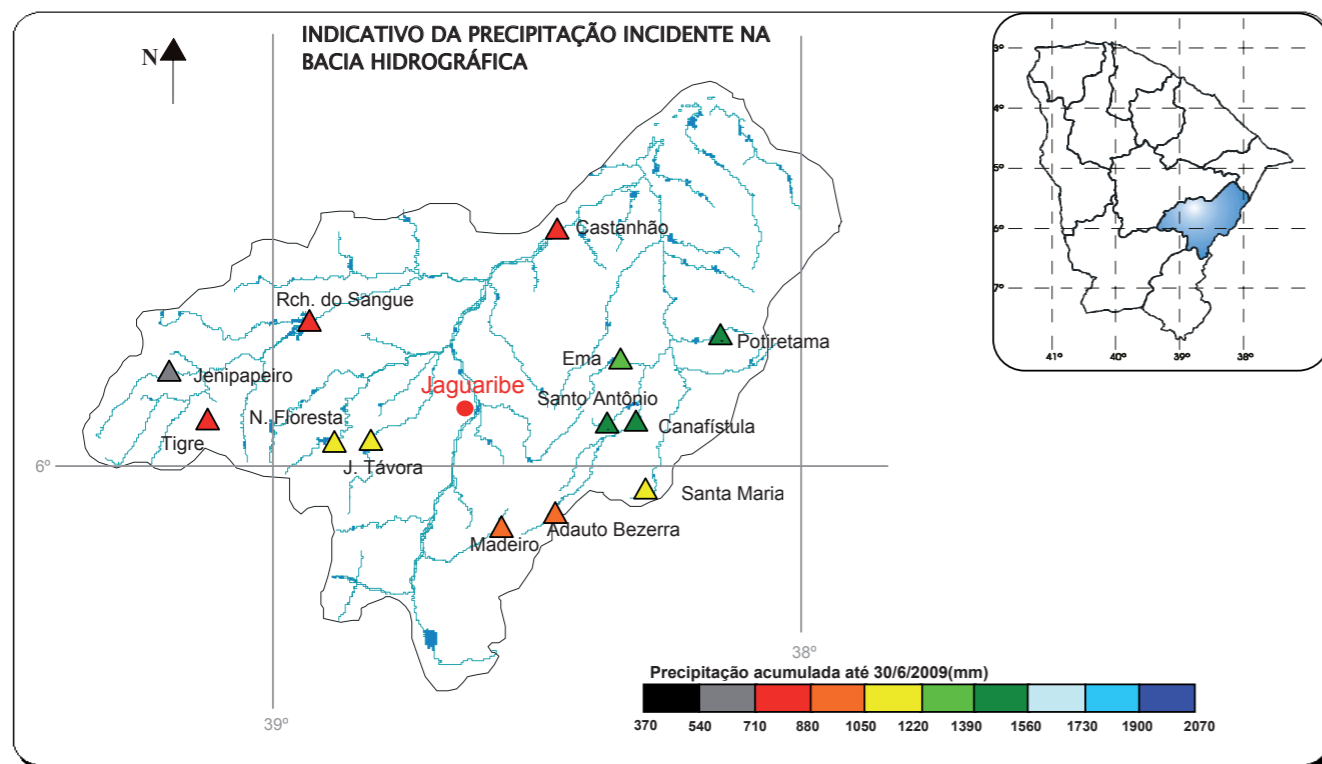 INDICATIVO DA PRECIPITAÇÃO INCIDENTE NA
BACIA HIDROGRÁFICA
N
3º
4º
5º
6º
7º
41º 40º 39º 38º
Castanhão
Rch. do Sangue
Potiretama
Ema
Jenipapeiro
Jaguaribe
Santo Antônio
N. Floresta
Canafístula
Tigre
J. Távora
6º
Santa Maria
Adauto Bezerra
Madeiro
38º
39º
Precipitação acumulada até 30/6/2009(mm)
370 540 710 880 1050 1220 1390 1560 1730 1900 2070